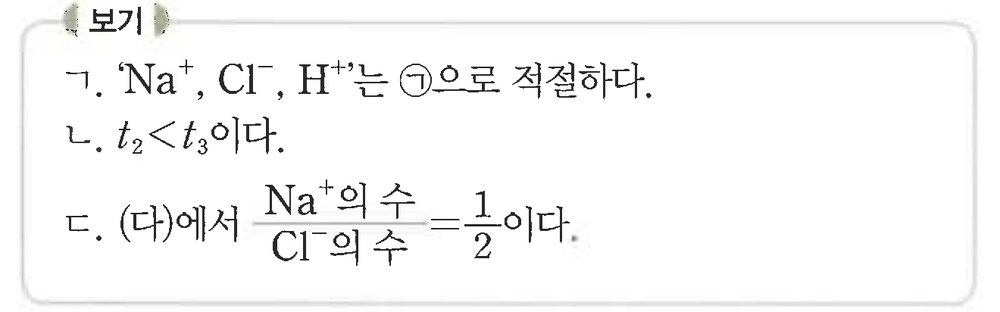 보기
ㄱ. ‘Na⁺, Cl⁻, H⁺’는 ㉠으로 적절하다.
ㄴ. t₂<t₃이다.
ㄷ. (다)에서 Na⁺의 수/Cl⁻의 수 = 1/2이다.